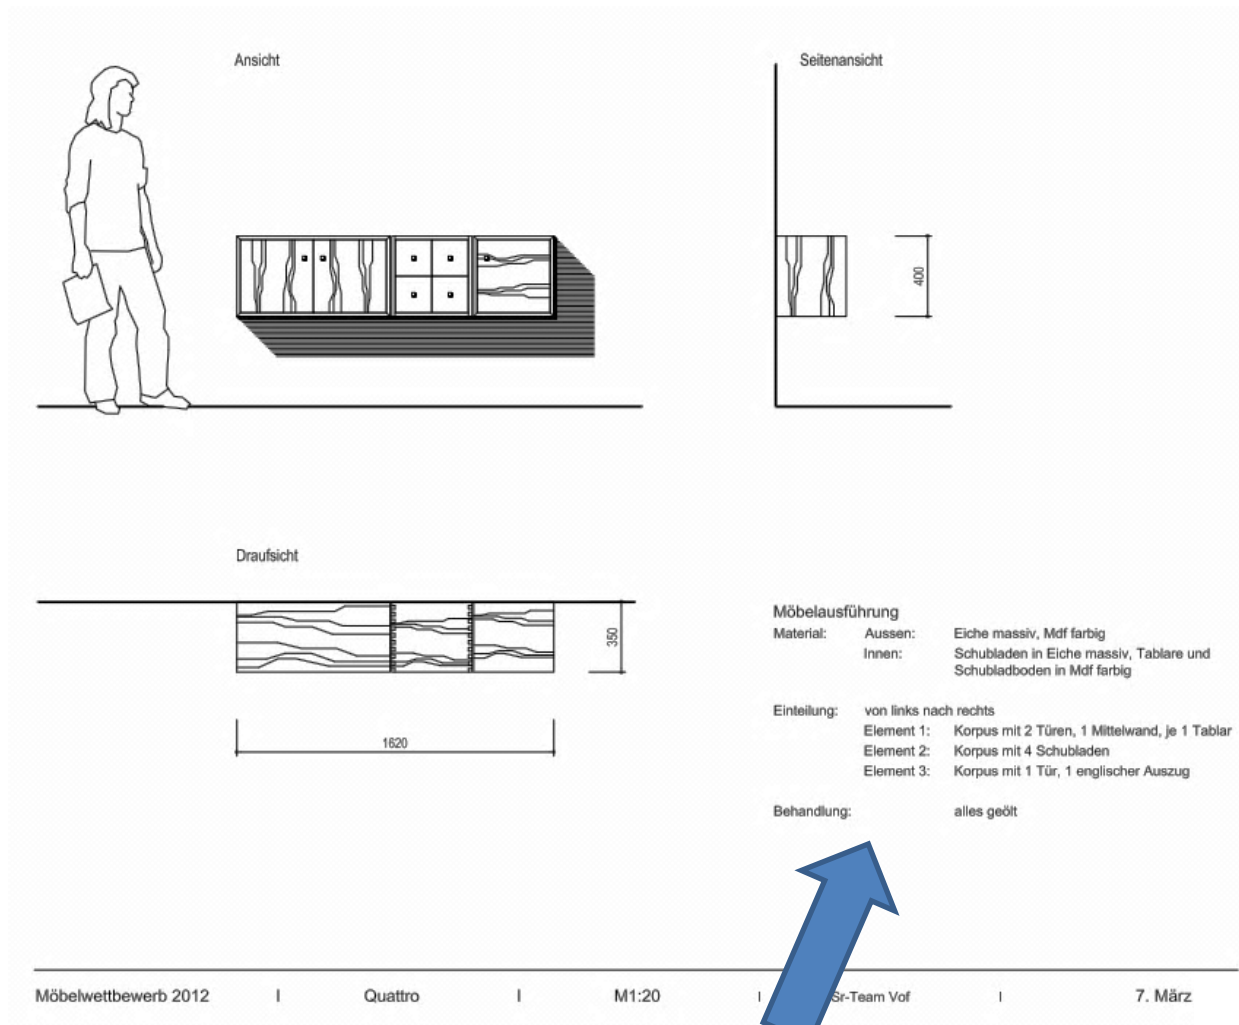 Ansicht
Seitenansicht
400
Draufsicht
350
1620
Möbelausführung
Material: Aussen: Eiche massiv, Mdf farbig
Innen: Schubladen in Eiche massiv, Tablare und
Schubladboden in Mdf farbig
Einteilung: von links nach rechts
Element 1: Korpus mit 2 Türen, 1 Mittelwand, je 1 Tablar
Element 2: Korpus mit 4 Schubladen
Element 3: Korpus mit 1 Tür, 1 englischer Auszug
Behandlung: alles geölt
Möbelwettbewerb 2012 I Quattro I M1:20 I Sr-Team Vof I 7. März